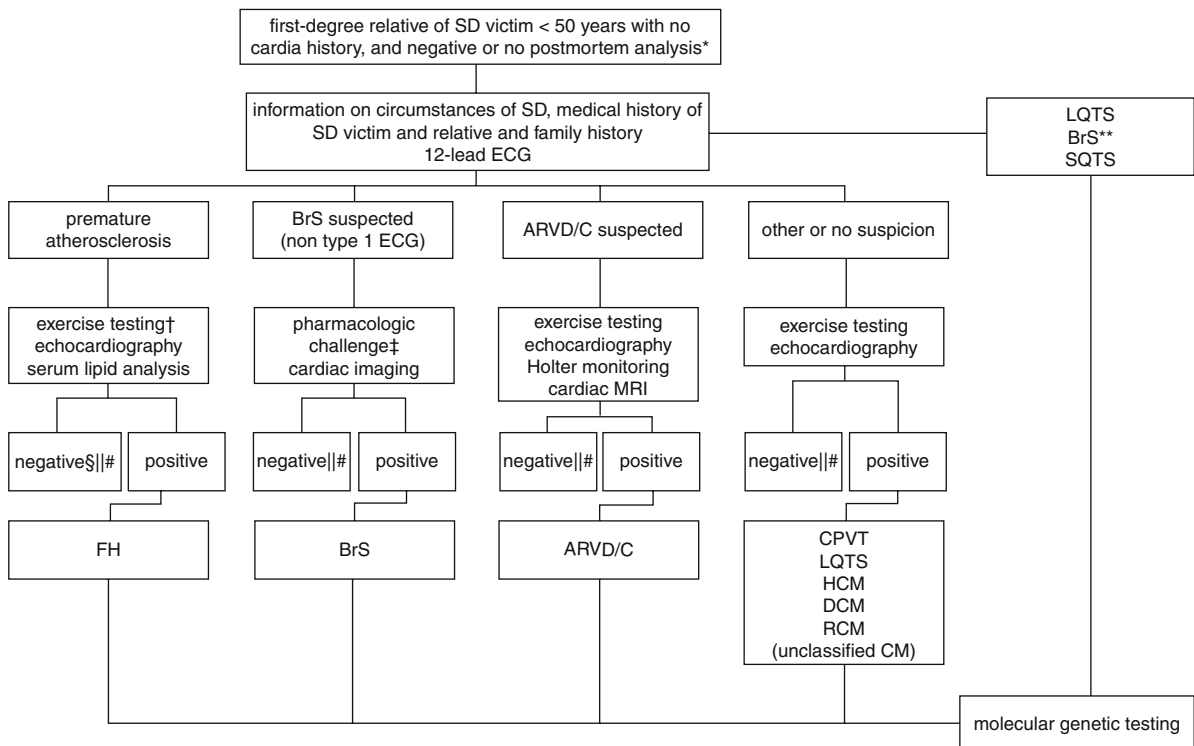 first-degree relative of SD victim < 50 years with no
cardia history, and negative or no postmortem analysis*
information on circumstances of SD, medical history of
SD victim and relative and family history
12-lead ECG
LQTS
BrS**
SQTS
premature
atherosclerosis
BrS suspected
(non type 1 ECG)
ARVD/C suspected
other or no suspicion
exercise testing†
echocardiography
serum lipid analysis
pharmacologic
challenge‡
cardiac imaging
exercise testing
echocardiography
Holter monitoring
cardiac MRI
exercise testing
echocardiography
negative§||#
positive
negative||#
positive
negative||#
positive
negative||#
positive
FH
BrS
ARVD/C
CPVT
LQTS
HCM
DCM
RCM
(unclassified CM)
molecular genetic testing